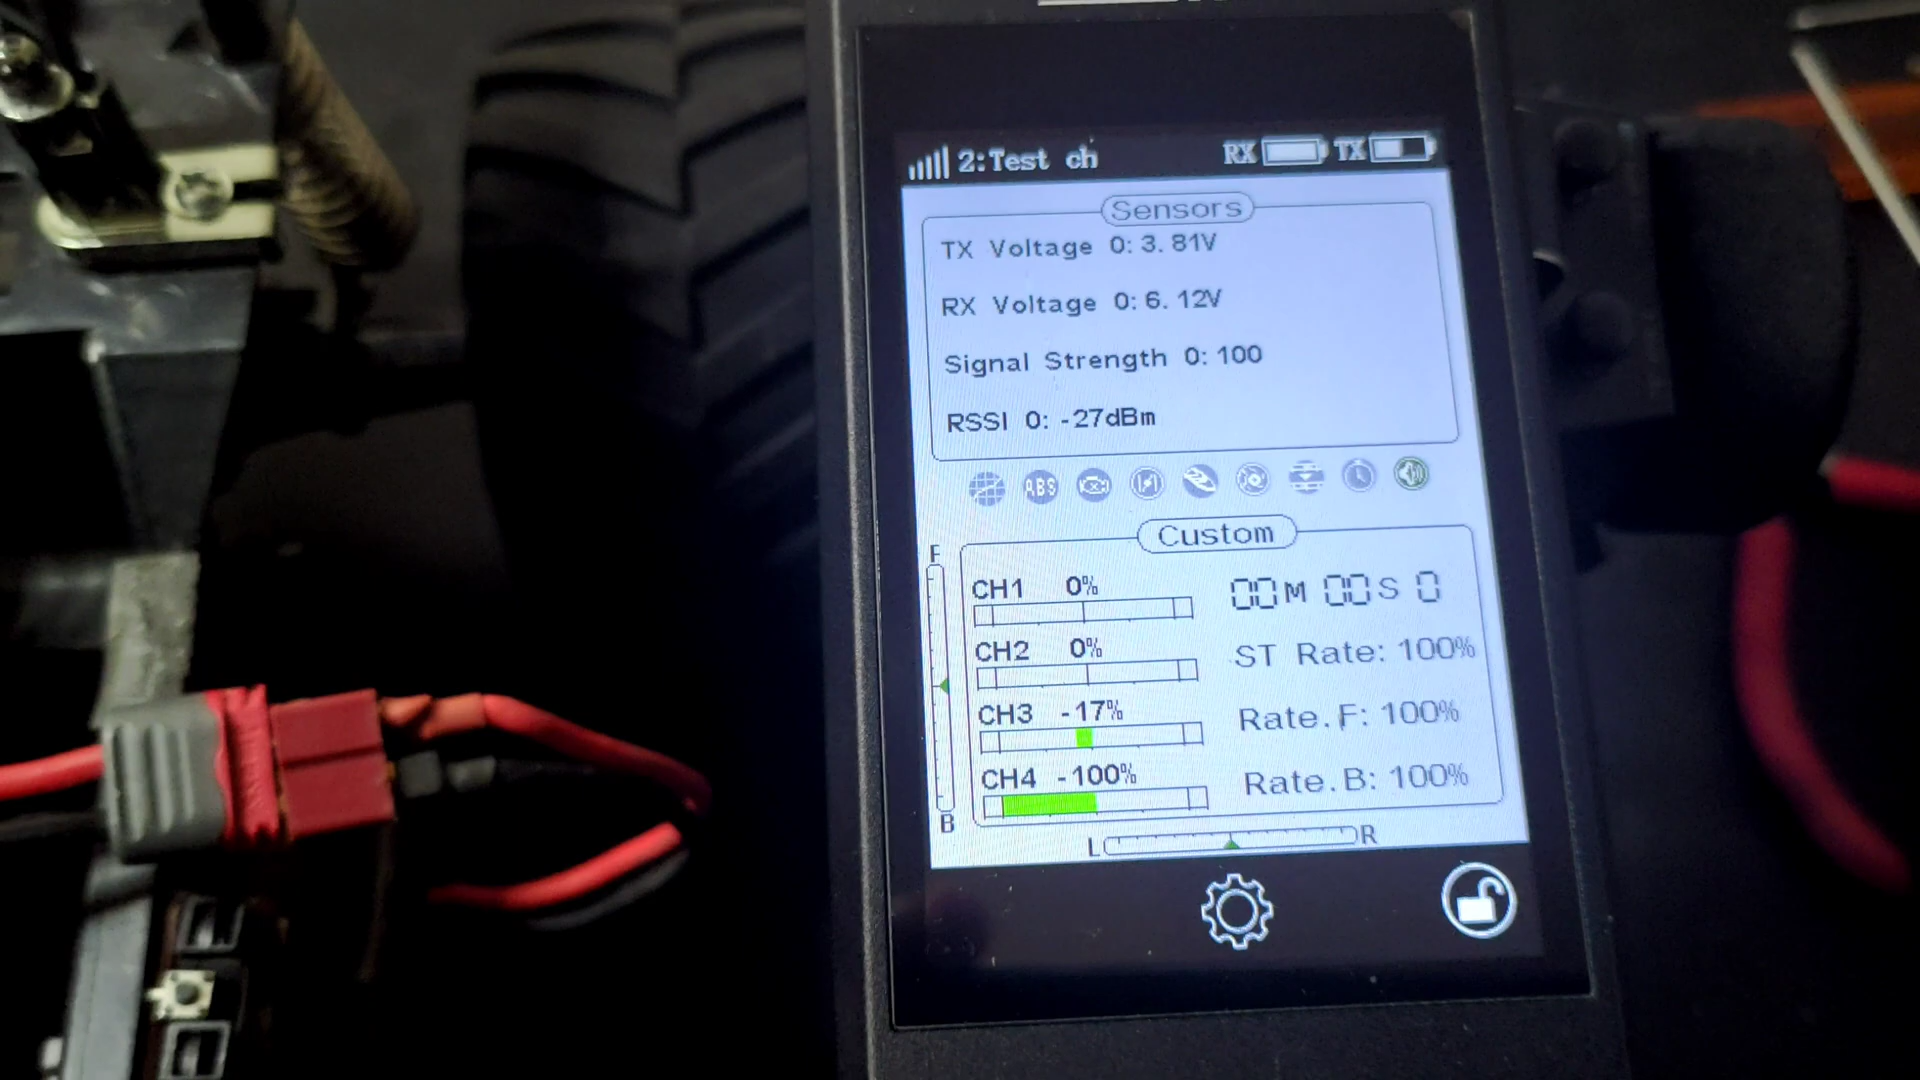 2:Test ch RX TX
Sensors
TX Voltage 0: 3.81V
RX Voltage 0: 6.12V
Signal Strength 0: 100
RSSI 0: -27dBm
ABS
Custom
F
CH1 0% 00M 00S 0
CH2 0% ST Rate: 100%
CH3 -17% Rate.F: 100%
CH4 -100% Rate.B: 100%
B
L R